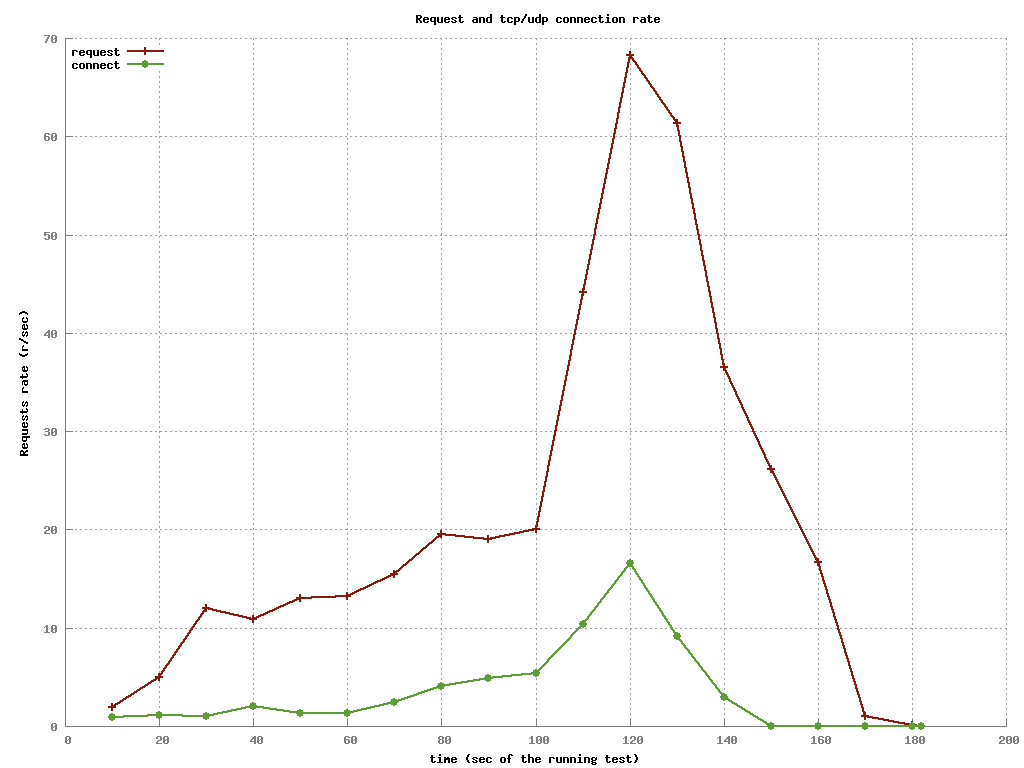 Request and tcp/udp connection rate
70
request
connect
60
50
40
30
20
10
0
Requests rate (r/sec)
0 20 40 60 80 100 120 140 160 180 200
time (sec of the running test)